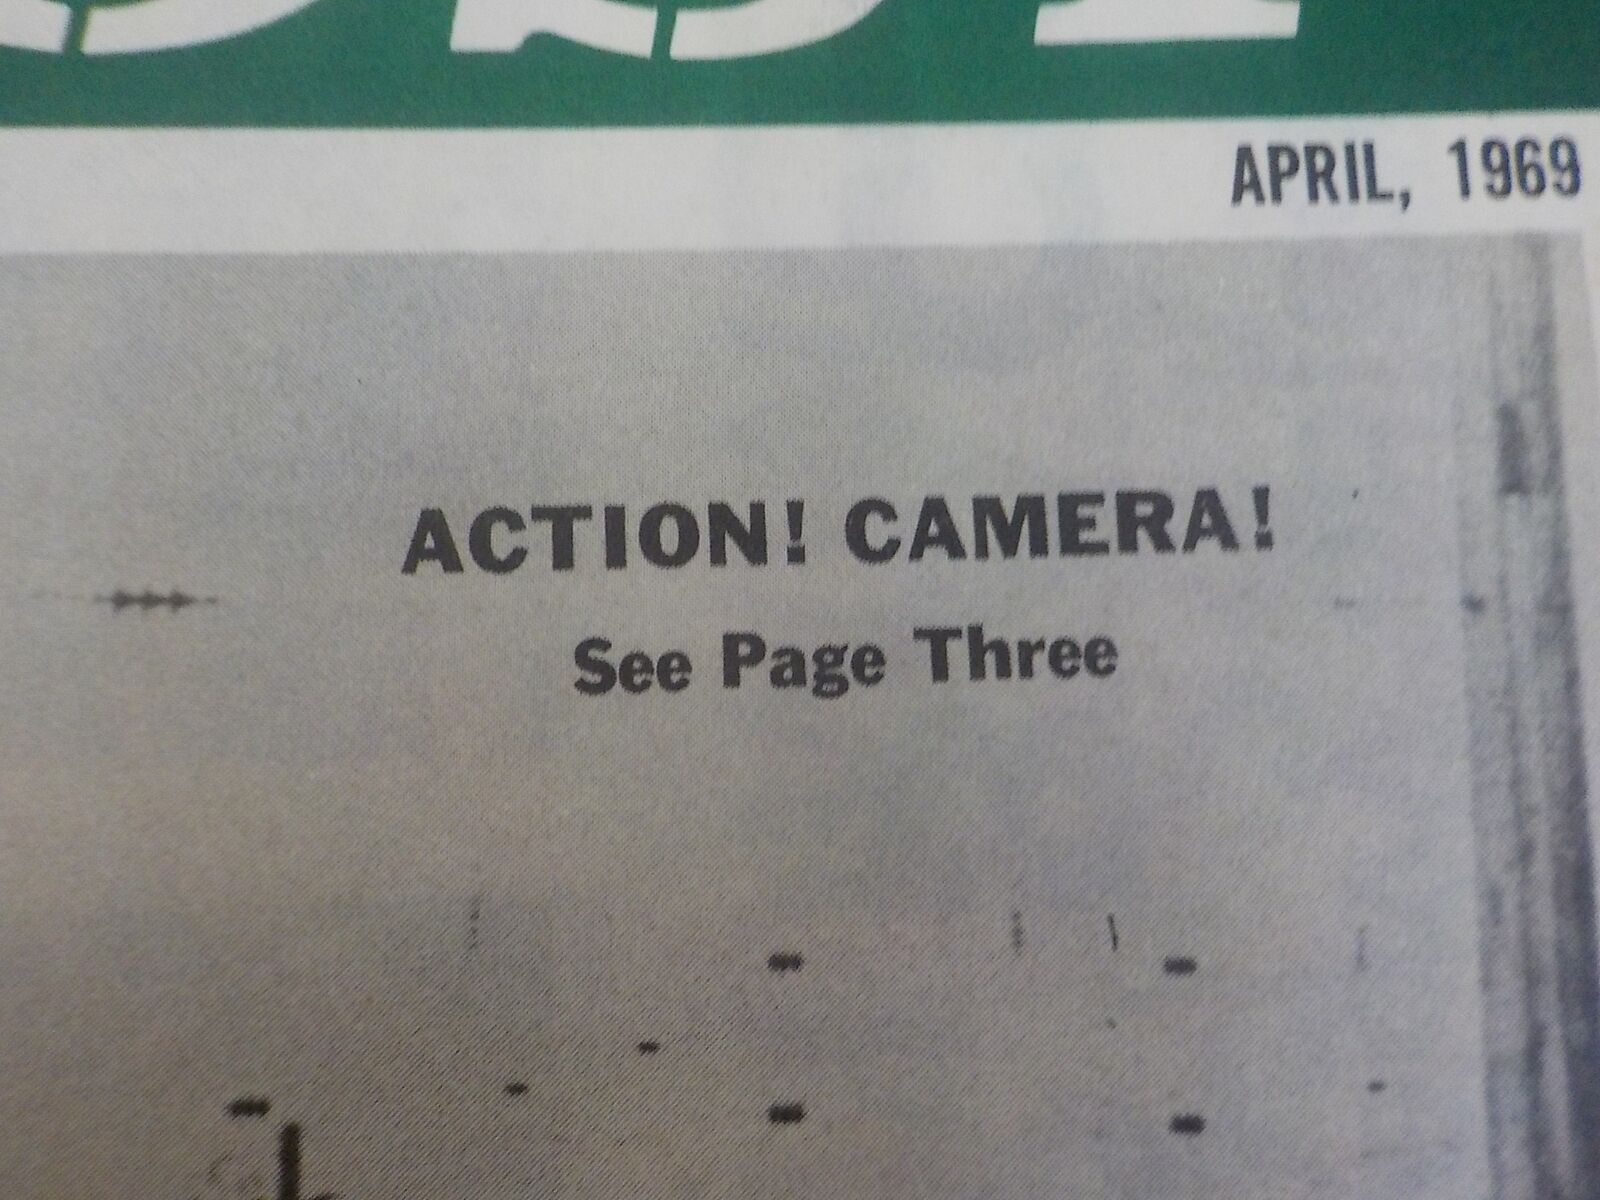 APRIL, 1969
ACTION! CAMERA!
See Page Three